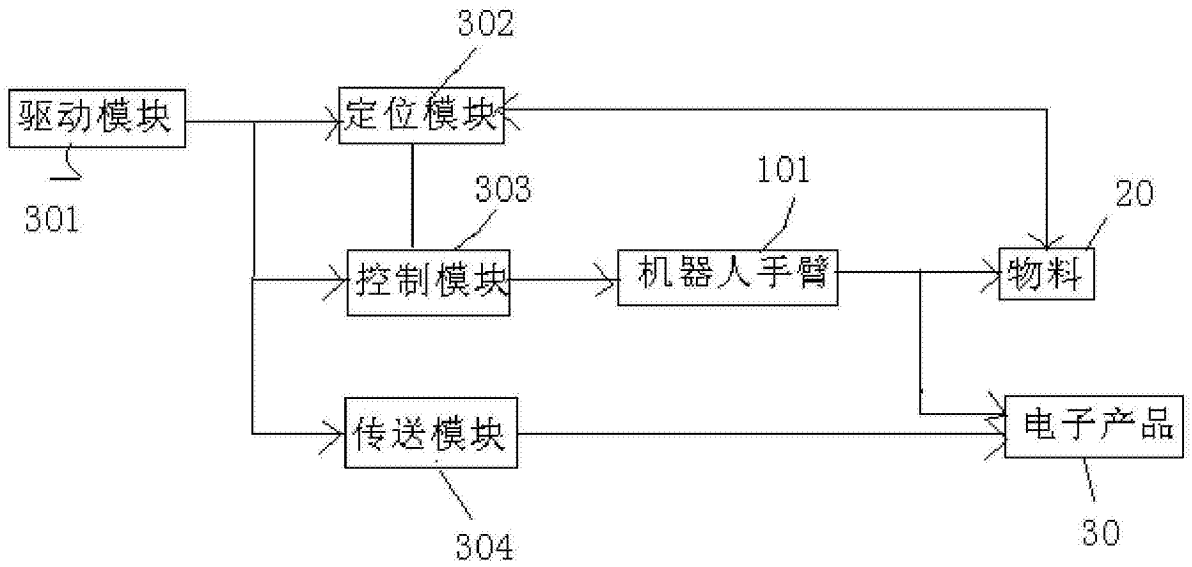 302
驱动模块
定位模块
301
303
101
20
控制模块
机器人手臂
物料
传送模块
电子产品
304
30